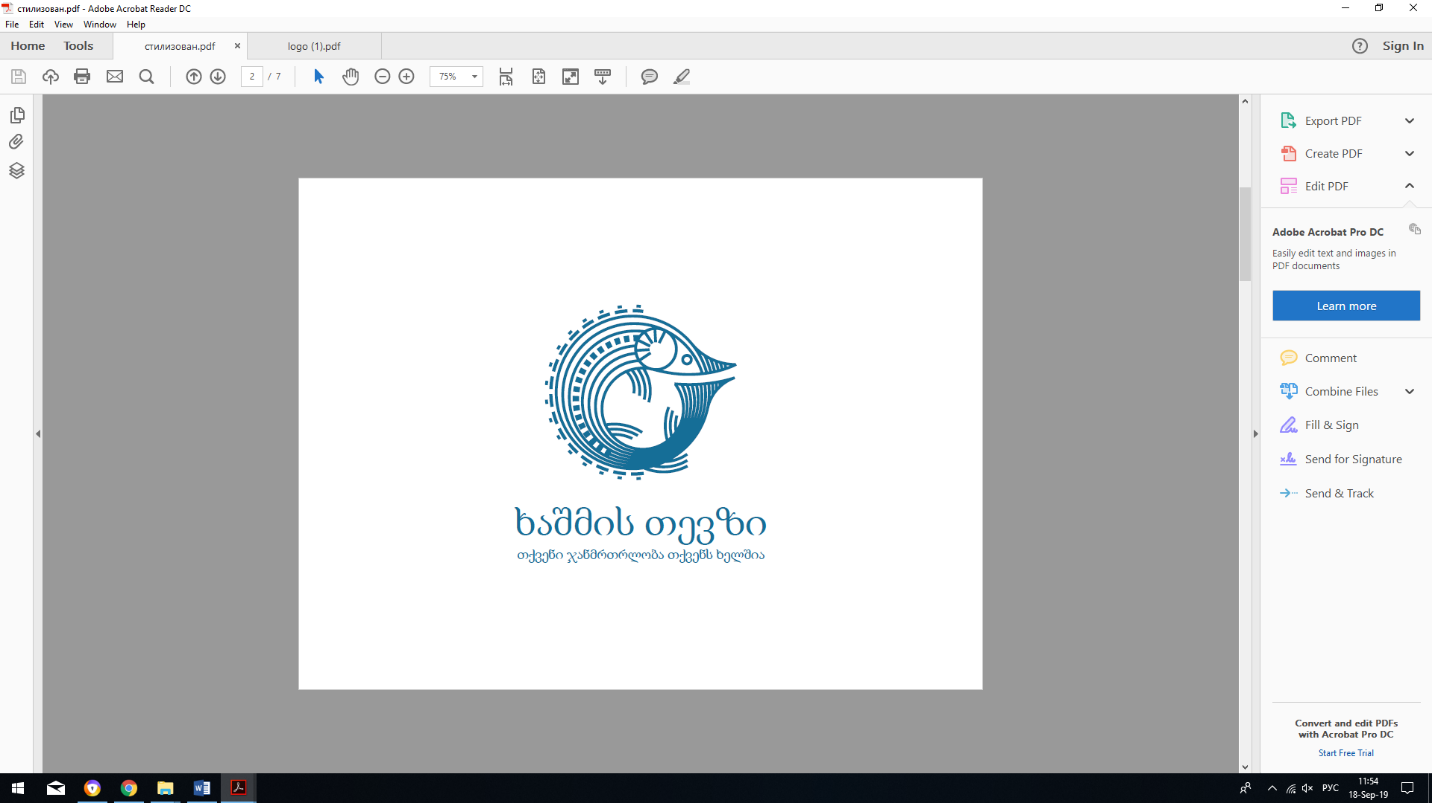 стилизован.pdf - Adobe Acrobat Reader DC
File Edit View Window Help
Home Tools стилизован.pdf × logo (1).pdf Sign In
2 / 7 75%
Export PDF
Create PDF
Edit PDF
Adobe Acrobat Pro DC
Easily edit text and images in
PDF documents
Learn more
Comment
Combine Files
Fill & Sign
Send for Signature
Send & Track
ხაშმის თევზი
თქვენი ჯანმრთრლობა თქვენს ხელშია
Convert and edit PDFs
with Acrobat Pro DC
Start Free Trial
РУС
11:54
18-Sep-19